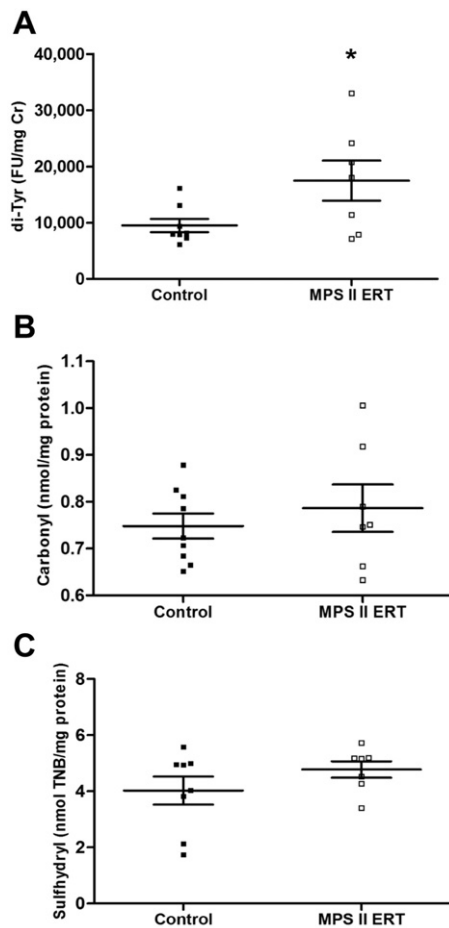 A
di-Tyr (FU/mg Cr)
40,000
*
30,000
20,000
10,000
0
Control MPS II ERT
B
Carbonyl (nmol/mg protein)
1.1
1.0
0.9
0.8
0.7
0.6
Control MPS II ERT
C
Sulfhydryl (nmol TNB/mg protein)
8
6
4
2
0
Control MPS II ERT